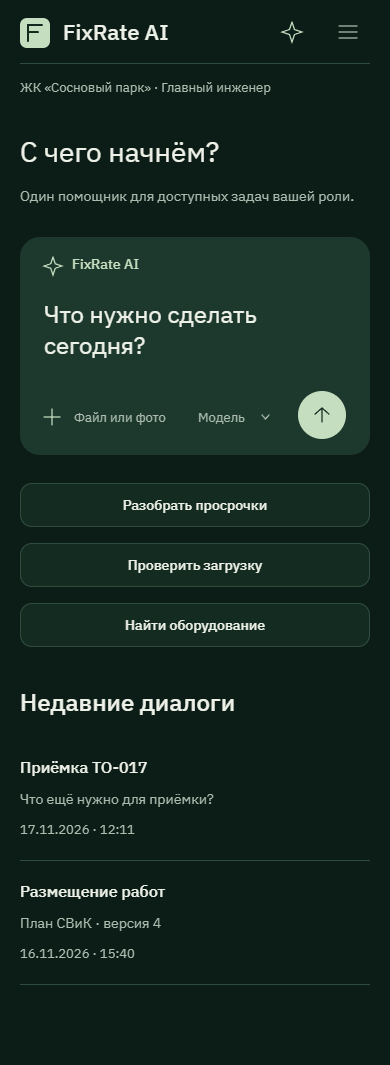 FixRate AI
ЖК «Сосновый парк» · Главный инженер
С чего начнём?
Один помощник для доступных задач вашей роли.
FixRate AI
Что нужно сделать
сегодня?
Файл или фото
Модель
Разобрать просрочки
Проверить загрузку
Найти оборудование
Недавние диалоги
Приёмка ТО-017
Что ещё нужно для приёмки?
17.11.2026 · 12:11
Размещение работ
План СВиК · версия 4
16.11.2026 · 15:40